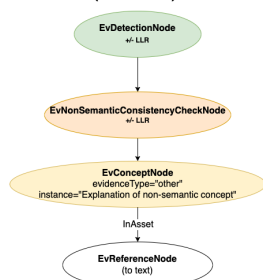 EvDetectionNode
+/- LLR
EvNonSemanticConsistencyCheckNode
+/- LLR
EvConceptNode
evidenceType="other"
instance="Explanation of non-semantic concept"
InAsset
EvReferenceNode
(to text)